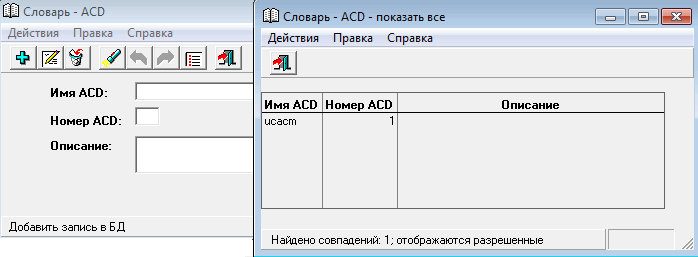 Словарь - ACD
Действия Правка Справка
Имя ACD:
Номер ACD:
Описание:
Добавить запись в БД
Словарь - ACD - показать все
Действия Правка Справка
Имя ACD Номер ACD Описание
ucacm 1
Найдено совпадений: 1; отображаются разрешенные